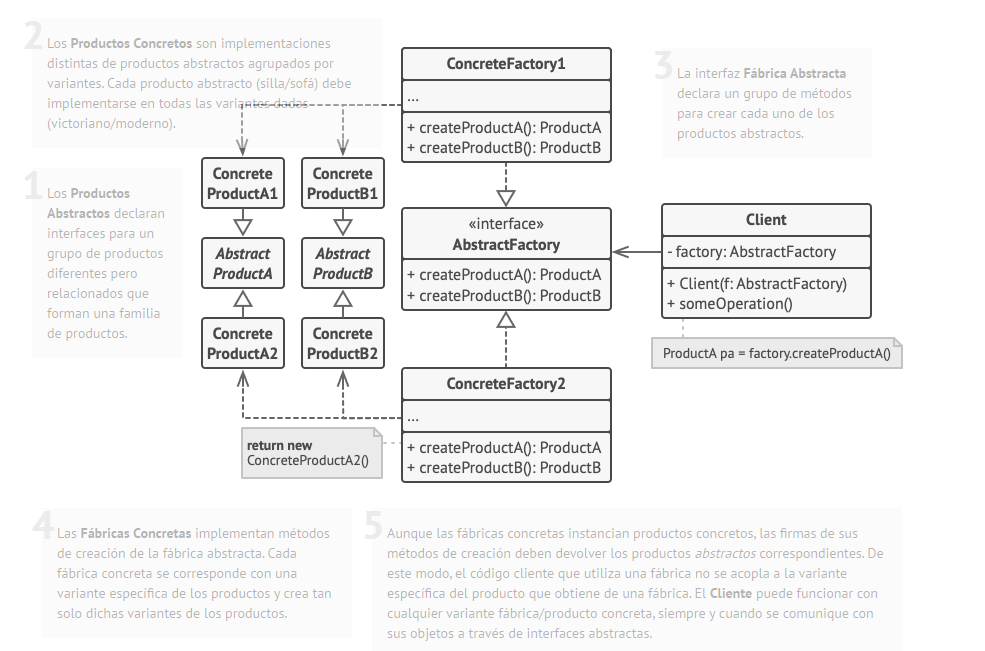 2
Los Productos Concretos son implementaciones
distintas de productos abstractos agrupados por
variantes. Cada producto abstracto (silla/sofá) debe
implementarse en todas las variantes dadas
(victoriano/moderno).
ConcreteFactory1
...
+ createProductA(): ProductA
+ createProductB(): ProductB
3
La interfaz Fábrica Abstracta
declara un grupo de métodos
para crear cada uno de los
productos abstractos.
1
Los Productos
Abstractos declaran
interfaces para un
grupo de productos
diferentes pero
relacionados que
forman una familia
de productos.
Concrete
ProductA1
Concrete
ProductB1
Abstract
ProductA
Abstract
ProductB
Concrete
ProductA2
Concrete
ProductB2
«interface»
AbstractFactory
+ createProductA(): ProductA
+ createProductB(): ProductB
Client
- factory: AbstractFactory
+ Client(f: AbstractFactory)
+ someOperation()
ProductA pa = factory.createProductA()
ConcreteFactory2
...
+ createProductA(): ProductA
+ createProductB(): ProductB
return new
ConcreteProductA2()
4
Las Fábricas Concretas implementan métodos
de creación de la fábrica abstracta. Cada
fábrica concreta se corresponde con una
variante específica de los productos y crea tan
solo dichas variantes de los productos.
5
Aunque las fábricas concretas instancian productos concretos, las firmas de sus
métodos de creación deben devolver los productos abstractos correspondientes. De
este modo, el código cliente que utiliza una fábrica no se acopla a la variante
específica del producto que obtiene de una fábrica. El Cliente puede funcionar con
cualquier variante fábrica/producto concreta, siempre y cuando se comunique con
sus objetos a través de interfaces abstractas.